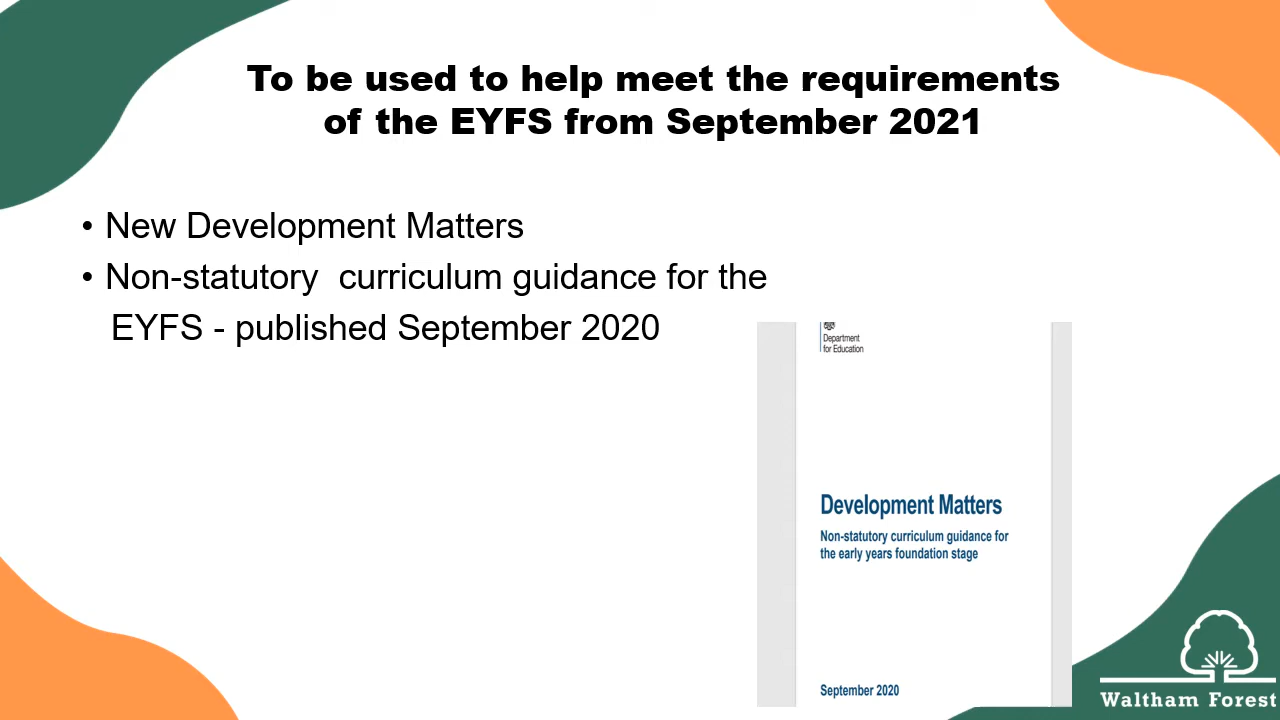 To be used to help meet the requirements
of the EYFS from September 2021
• New Development Matters
• Non-statutory  curriculum guidance for the
EYFS - published September 2020
Department
for Education
Development Matters
Non-statutory curriculum guidance for
the early years foundation stage
September 2020
Waltham Forest